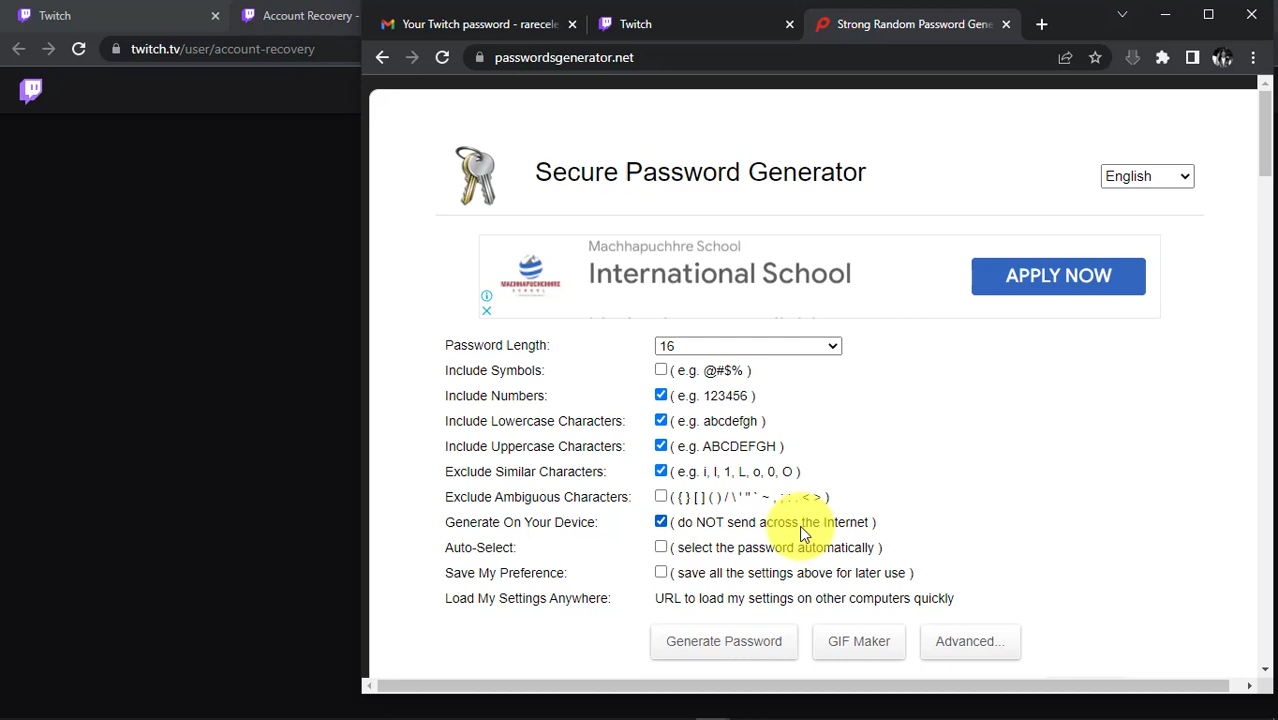 Twitch
Account Recovery -
twitch.tv/user/account-recovery
Your Twitch password - rarecele
Twitch
Strong Random Password Gene
passwordsgenerator.net
Secure Password Generator
English
Machhapuchhre School
International School
MACHHAPUCHCHRE
SCHOOL
APPLY NOW
Password Length:
16
Include Symbols: ( e.g. @#$% )
Include Numbers: ( e.g. 123456 )
Include Lowercase Characters: ( e.g. abcdefgh )
Include Uppercase Characters: ( e.g. ABCDEFGH )
Exclude Similar Characters: ( e.g. i, l, 1, L, o, 0, O )
Exclude Ambiguous Characters: ( { } [ ] ( ) / \ ' " ` ~ , ; : . < > )
Generate On Your Device: ( do NOT send across the Internet )
Auto-Select: ( select the password automatically )
Save My Preference: ( save all the settings above for later use )
Load My Settings Anywhere: URL to load my settings on other computers quickly
Generate Password
GIF Maker
Advanced...